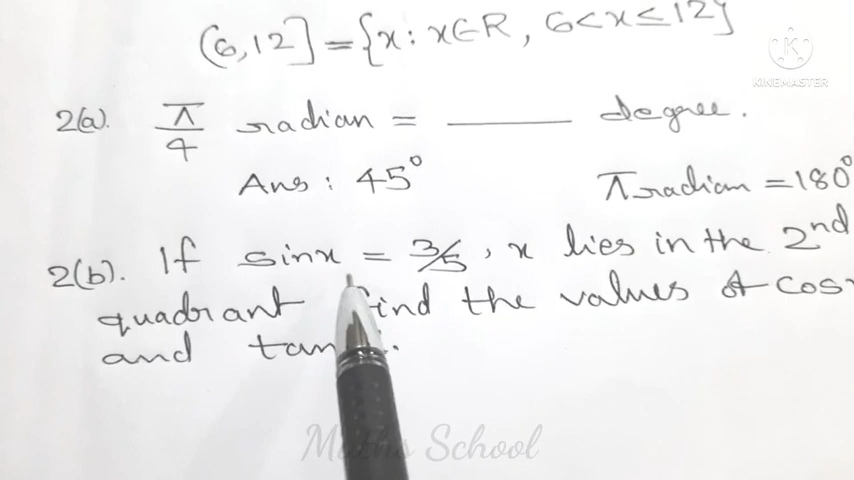 (6,12] = {x : x∈R, 6<x≤12}
KINEMASTER
2(a). π/4 radian = ______ degree.
Ans : 45° π radian = 180°
2(b). If sinx = 3/5, x lies in the 2nd
quadrant find the values of cos
and tan
Maths School